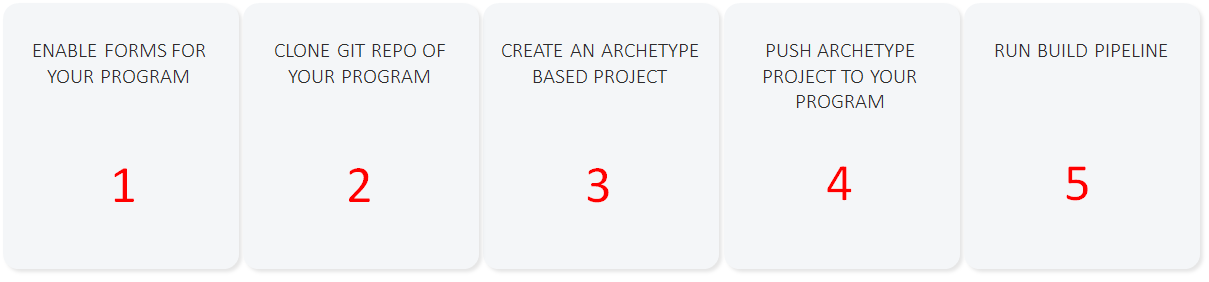 ENABLE FORMS FOR
YOUR PROGRAM
1
CLONE GIT REPO OF
YOUR PROGRAM
2
CREATE AN ARCHETYPE
BASED PROJECT
3
PUSH ARCHETYPE
PROJECT TO YOUR
PROGRAM
4
RUN BUILD PIPELINE
5